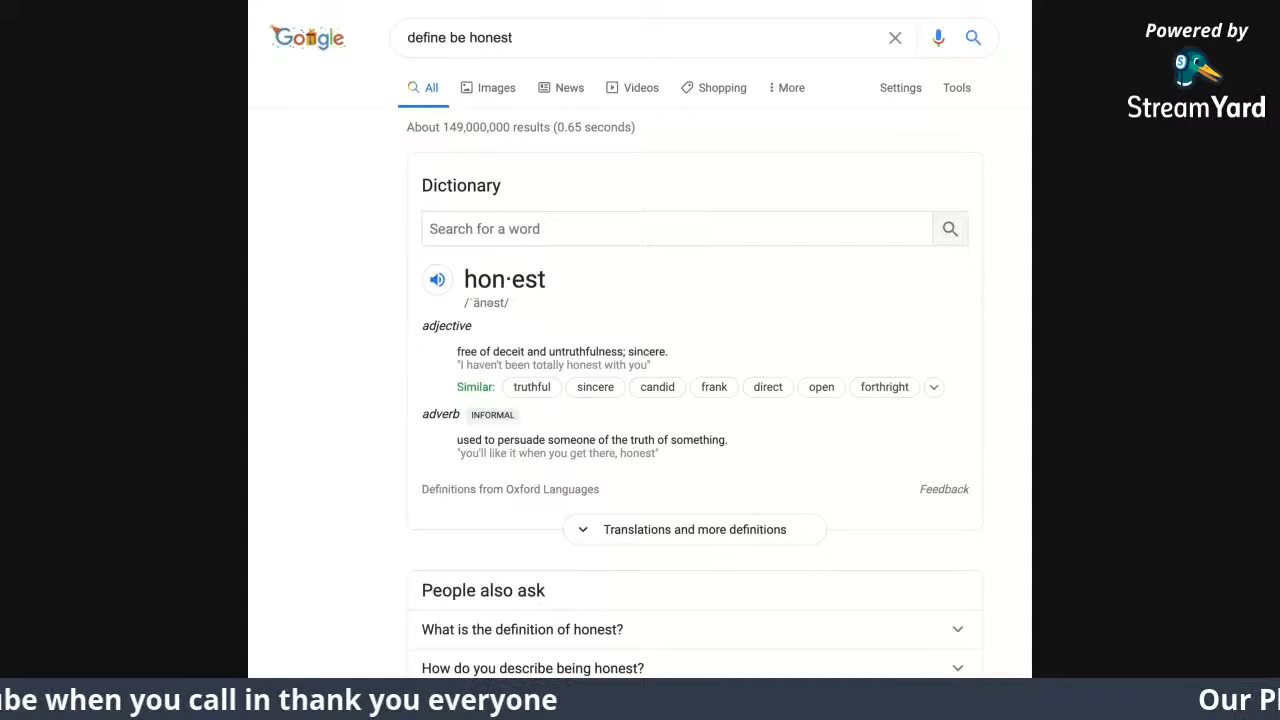 Google
define be honest
All
Images
News
Videos
Shopping
More
Settings
Tools
About 149,000,000 results (0.65 seconds)
Dictionary
Search for a word
hon·est
/ˈänəst/
adjective
free of deceit and untruthfulness; sincere.
"I haven't been totally honest with you"
Similar: truthful sincere candid frank direct open forthright
adverb INFORMAL
used to persuade someone of the truth of something.
"you'll like it when you get there, honest"
Definitions from Oxford Languages
Feedback
Translations and more definitions
People also ask
What is the definition of honest?
How do you describe being honest?
Powered by
StreamYard
when you call in thank you everyone
Our